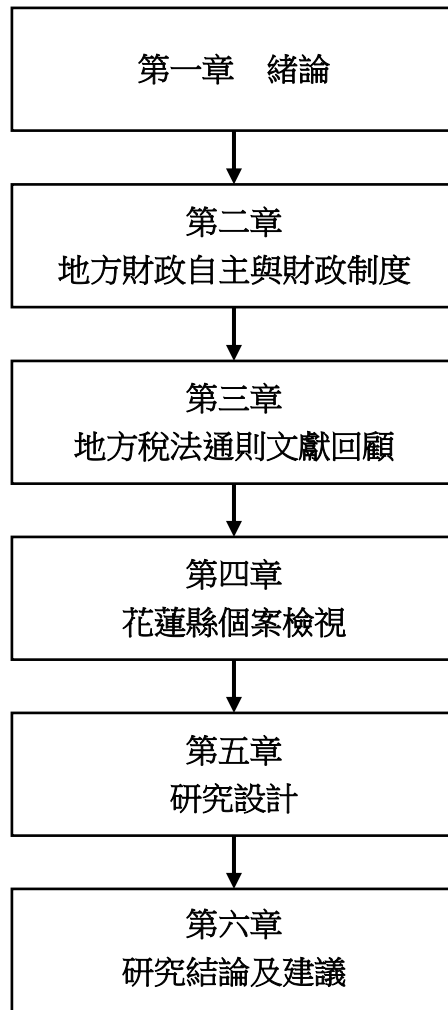 第一章　緒論
第二章
地方財政自主與財政制度
第三章
地方稅法通則文獻回顧
第四章
花蓮縣個案檢視
第五章
研究設計
第六章
研究結論及建議